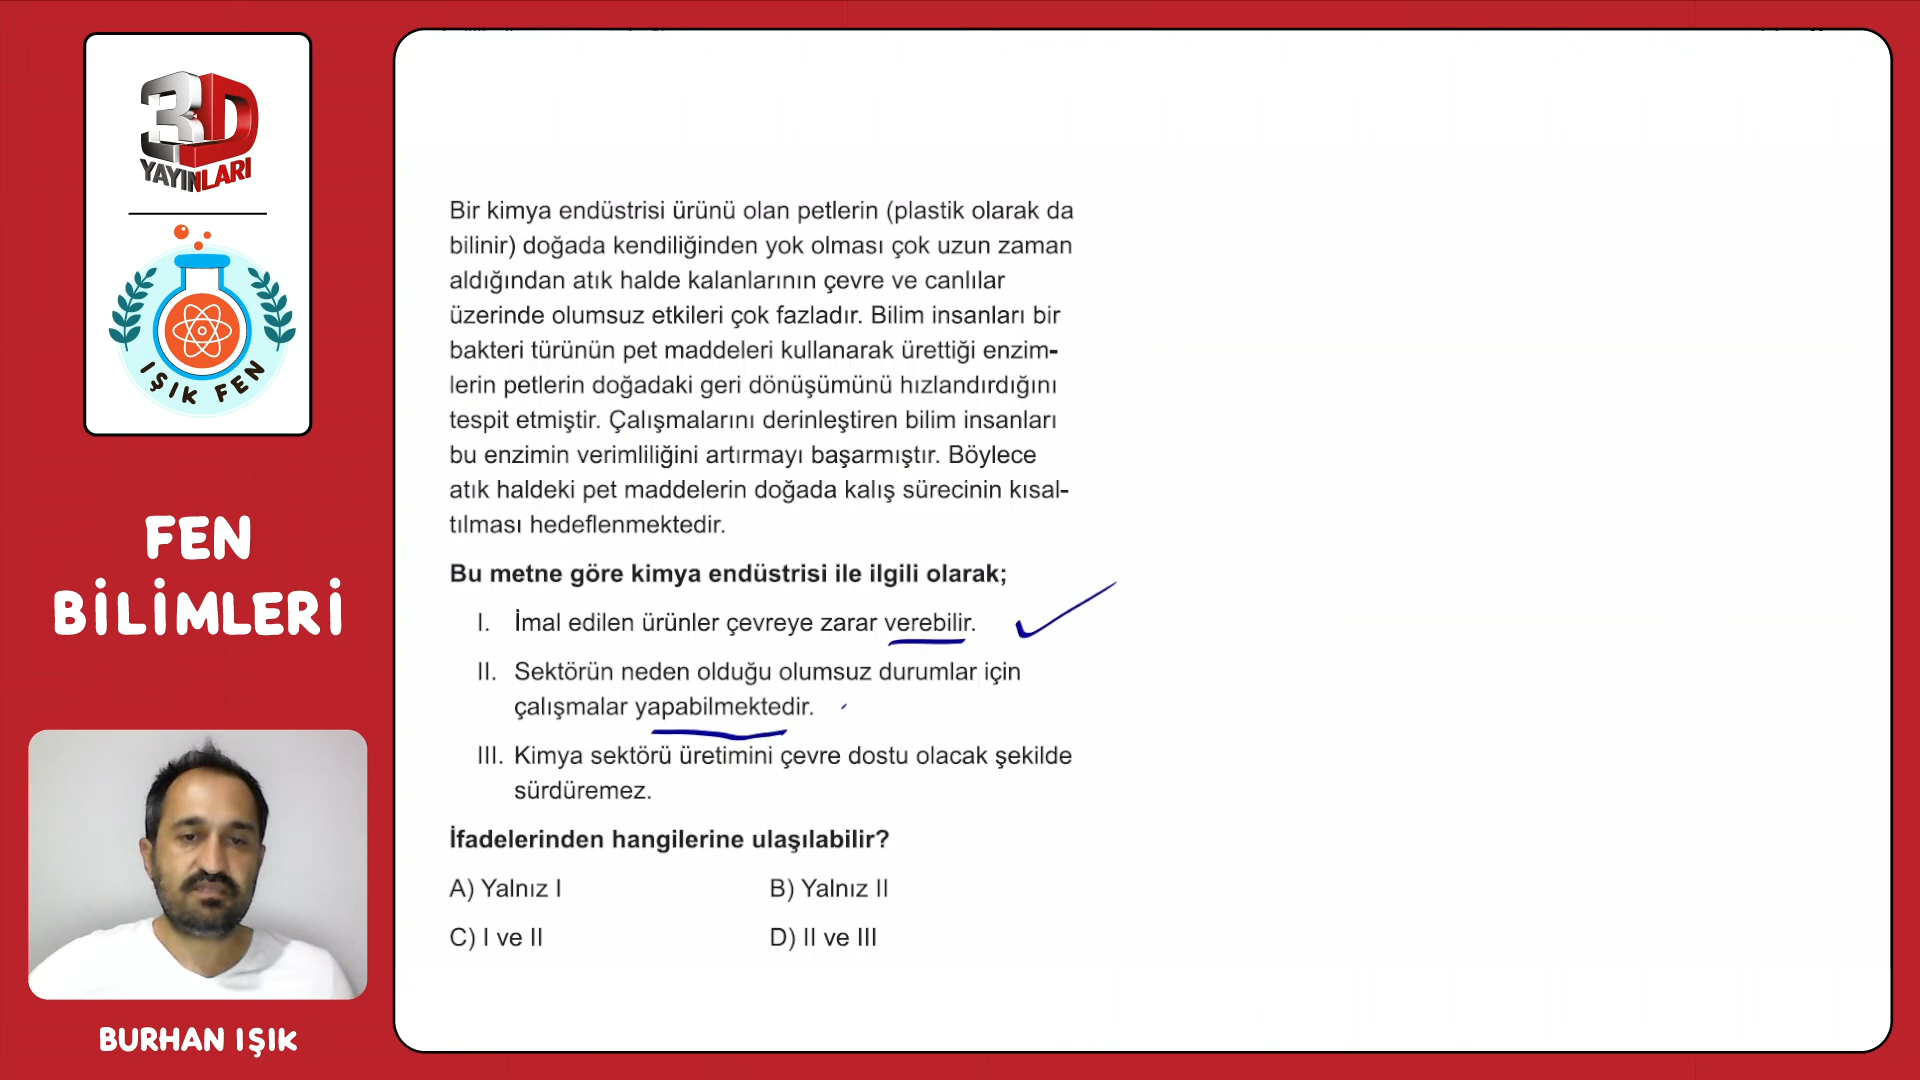 3D
YAYINLARI
IŞIK FEN
FEN
BİLİMLERİ
BURHAN IŞIK
Bir kimya endüstrisi ürünü olan petlerin (plastik olarak da
bilinir) doğada kendiliğinden yok olması çok uzun zaman
aldığından atık halde kalanlarının çevre ve canlılar
üzerinde olumsuz etkileri çok fazladır. Bilim insanları bir
bakteri türünün pet maddeleri kullanarak ürettiği enzim-
lerin petlerin doğadaki geri dönüşümünü hızlandırdığını
tespit etmiştir. Çalışmalarını derinleştiren bilim insanları
bu enzimin verimliliğini artırmayı başarmıştır. Böylece
atık haldeki pet maddelerin doğada kalış sürecinin kısal-
tılması hedeflenmektedir.
Bu metne göre kimya endüstrisi ile ilgili olarak;
I. İmal edilen ürünler çevreye zarar verebilir.
II. Sektörün neden olduğu olumsuz durumlar için
çalışmalar yapabilmektedir.
III. Kimya sektörü üretimini çevre dostu olacak şekilde
sürdüremez.
İfadelerinden hangilerine ulaşılabilir?
A) Yalnız I B) Yalnız II
C) I ve II D) II ve III